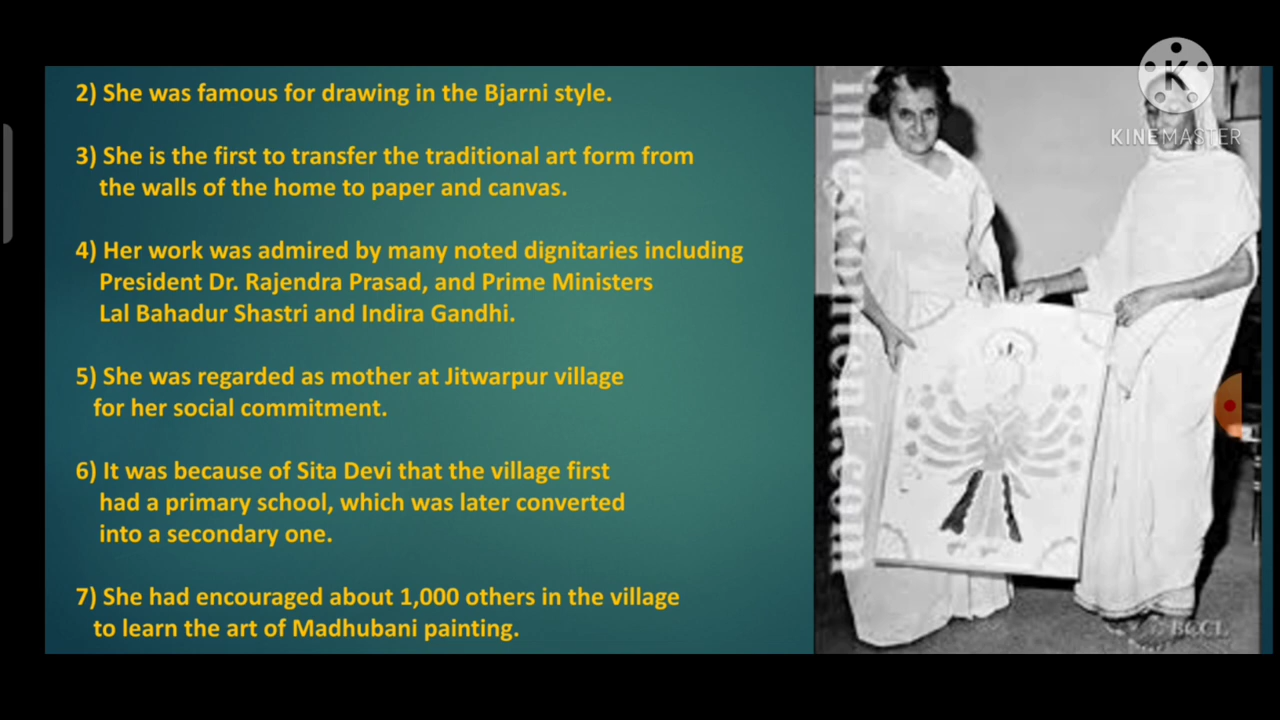 2) She was famous for drawing in the Bjarni style.
3) She is the first to transfer the traditional art form from
the walls of the home to paper and canvas.
4) Her work was admired by many noted dignitaries including
President Dr. Rajendra Prasad, and Prime Ministers
Lal Bahadur Shastri and Indira Gandhi.
5) She was regarded as mother at Jitwarpur village
for her social commitment.
6) It was because of Sita Devi that the village first
had a primary school, which was later converted
into a secondary one.
7) She had encouraged about 1,000 others in the village
to learn the art of Madhubani painting.
timescontent.com
K
KINEMASTER
BCCL